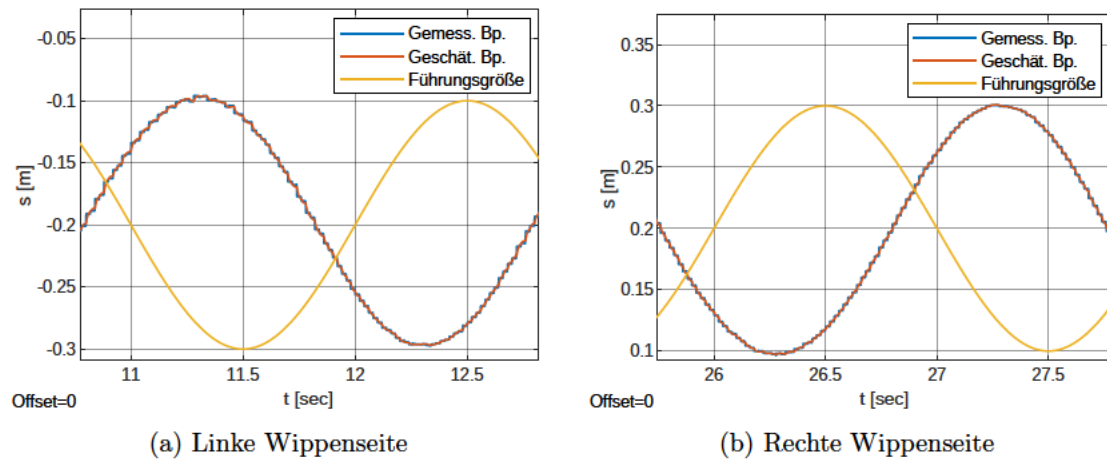 -0.05
-0.1
-0.15
-0.2
-0.25
-0.3
s [m]
Gemess. Bp.
Geschät. Bp.
Führungsgröße
11
11.5
12
12.5
Offset=0
t [sec]
(a) Linke Wippenseite
0.35
0.3
0.25
0.2
0.15
0.1
s [m]
Gemess. Bp.
Geschät. Bp.
Führungsgröße
26
26.5
27
27.5
Offset=0
t [sec]
(b) Rechte Wippenseite